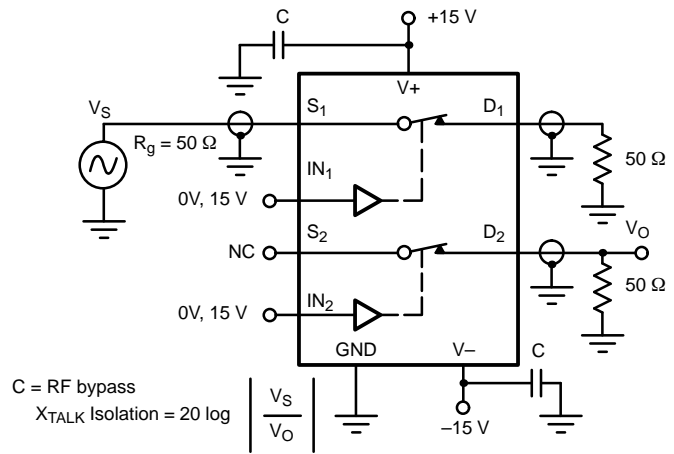 C
+15 V
V+
VS
S1
D1
Rg = 50 Ω
50 Ω
IN1
0V, 15 V
S2
D2
VO
NC
50 Ω
IN2
0V, 15 V
GND
V–
C
C = RF bypass
XTALK Isolation = 20 log
VS
VO
–15 V